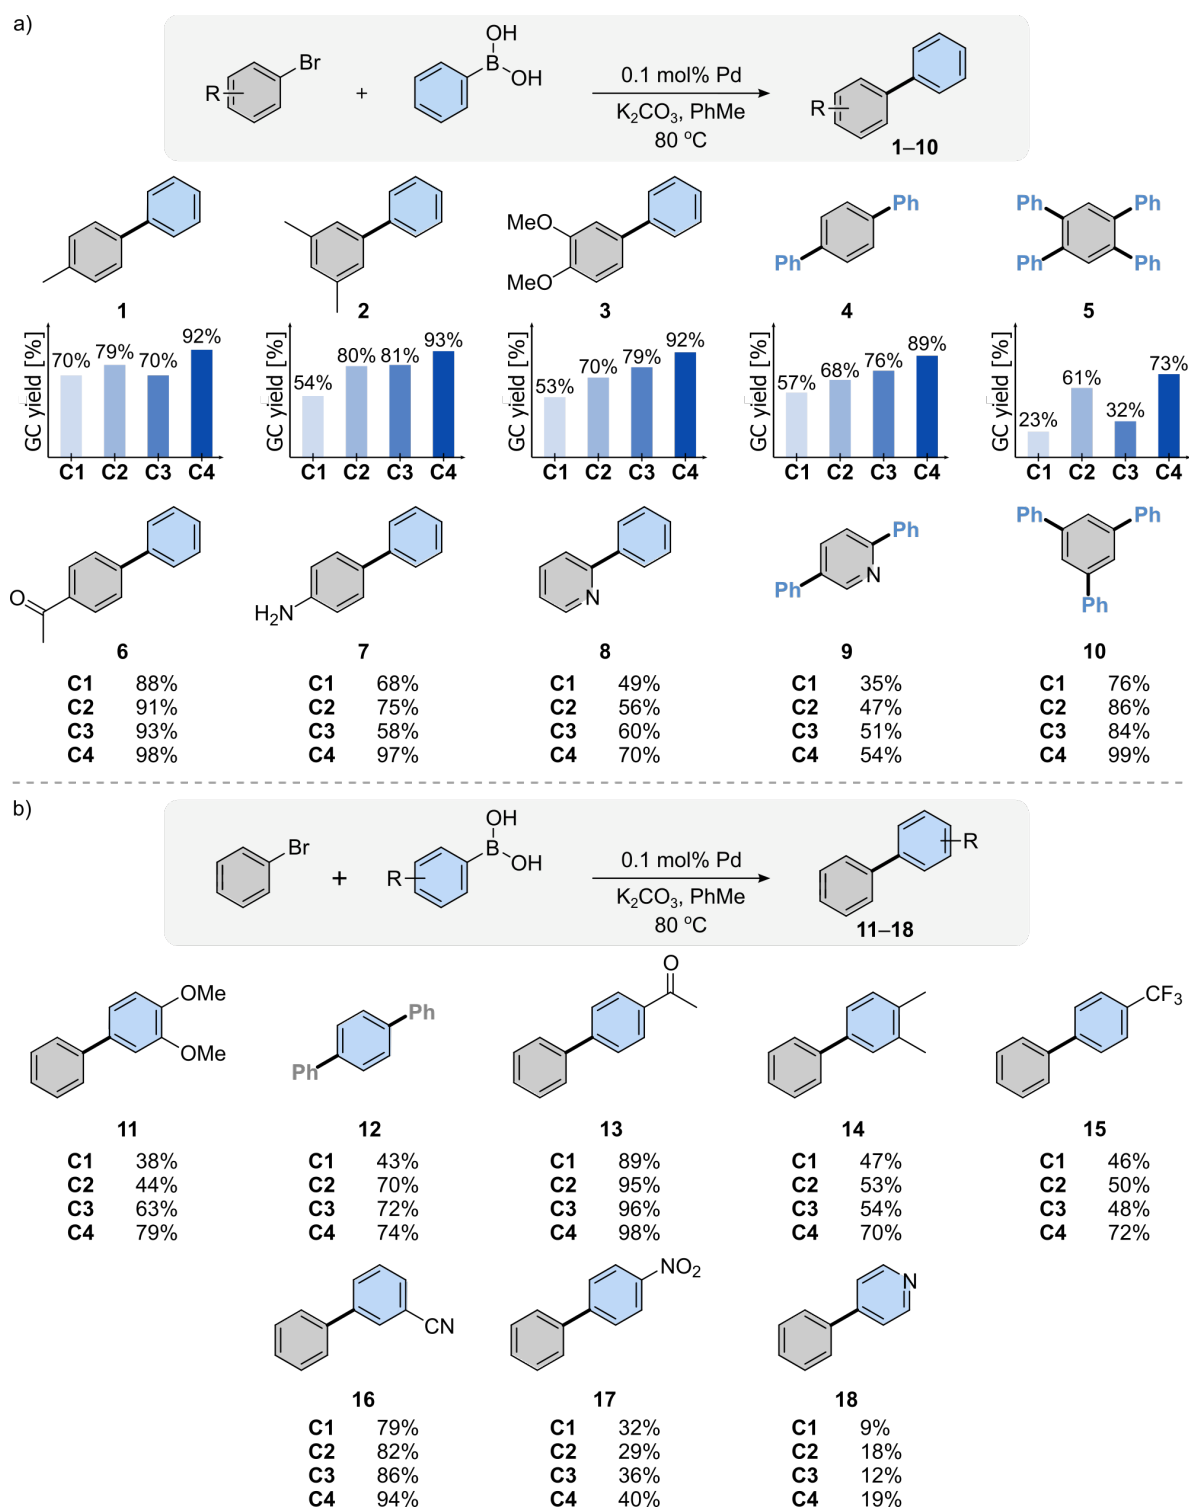 a)
R
Br
+
OH
B
OH
0.1 mol% Pd
K2CO3, PhMe
80 °C
R
1–10
MeO
MeO
Ph
Ph
Ph
Ph
Ph
Ph
1
2
3
4
5
GC yield [%]
70%
79%
70%
92%
C1 C2 C3 C4
GC yield [%]
54%
80%
81%
93%
C1 C2 C3 C4
GC yield [%]
53%
70%
79%
92%
C1 C2 C3 C4
GC yield [%]
57%
68%
76%
89%
C1 C2 C3 C4
GC yield [%]
23%
61%
32%
73%
C1 C2 C3 C4
O
H2N
N
Ph
Ph
N
Ph
Ph
Ph
6
C1 88%
C2 91%
C3 93%
C4 98%
7
C1 68%
C2 75%
C3 58%
C4 97%
8
C1 49%
C2 56%
C3 60%
C4 70%
9
C1 35%
C2 47%
C3 51%
C4 54%
10
C1 76%
C2 86%
C3 84%
C4 99%
b)
Br
+
R
OH
B
OH
0.1 mol% Pd
K2CO3, PhMe
80 °C
R
11–18
OMe
OMe
Ph
Ph
O
CF3
11
C1 38%
C2 44%
C3 63%
C4 79%
12
C1 43%
C2 70%
C3 72%
C4 74%
13
C1 89%
C2 95%
C3 96%
C4 98%
14
C1 47%
C2 53%
C3 54%
C4 70%
15
C1 46%
C2 50%
C3 48%
C4 72%
CN
NO2
N
16
C1 79%
C2 82%
C3 86%
C4 94%
17
C1 32%
C2 29%
C3 36%
C4 40%
18
C1 9%
C2 18%
C3 12%
C4 19%